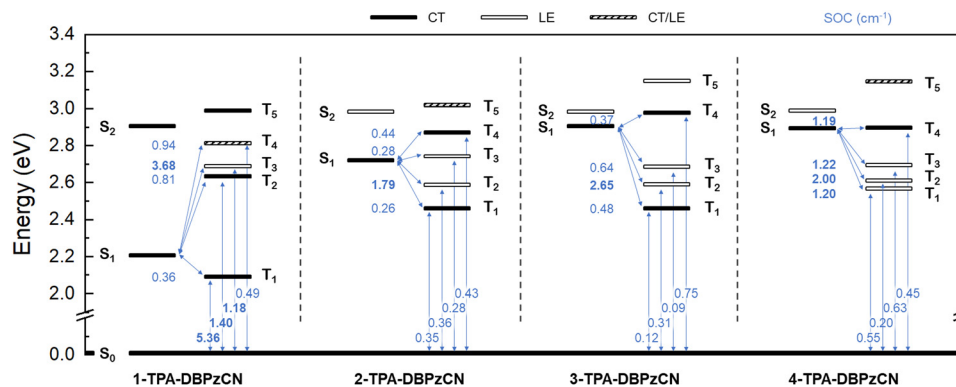 CT LE CT/LE SOC (cm⁻¹)
Energy (eV)
3.4
3.2
3.0
2.8
2.6
2.4
2.2
2.0
0.0
S₀
S₂
S₁
T₅
T₄
T₃
T₂
T₁
0.94
3.68
0.81
0.36
0.49
1.18
1.40
5.36
1-TPA-DBPzCN
S₂
S₁
T₅
T₄
T₃
T₂
T₁
0.44
0.28
1.79
0.26
0.43
0.28
0.36
0.35
2-TPA-DBPzCN
S₂
S₁
T₅
T₄
T₃
T₂
T₁
0.37
0.64
2.65
0.48
0.75
0.09
0.31
0.12
3-TPA-DBPzCN
S₂
S₁
T₅
T₄
T₃
T₂
T₁
1.19
1.22
2.00
1.20
0.45
0.63
0.20
0.55
4-TPA-DBPzCN